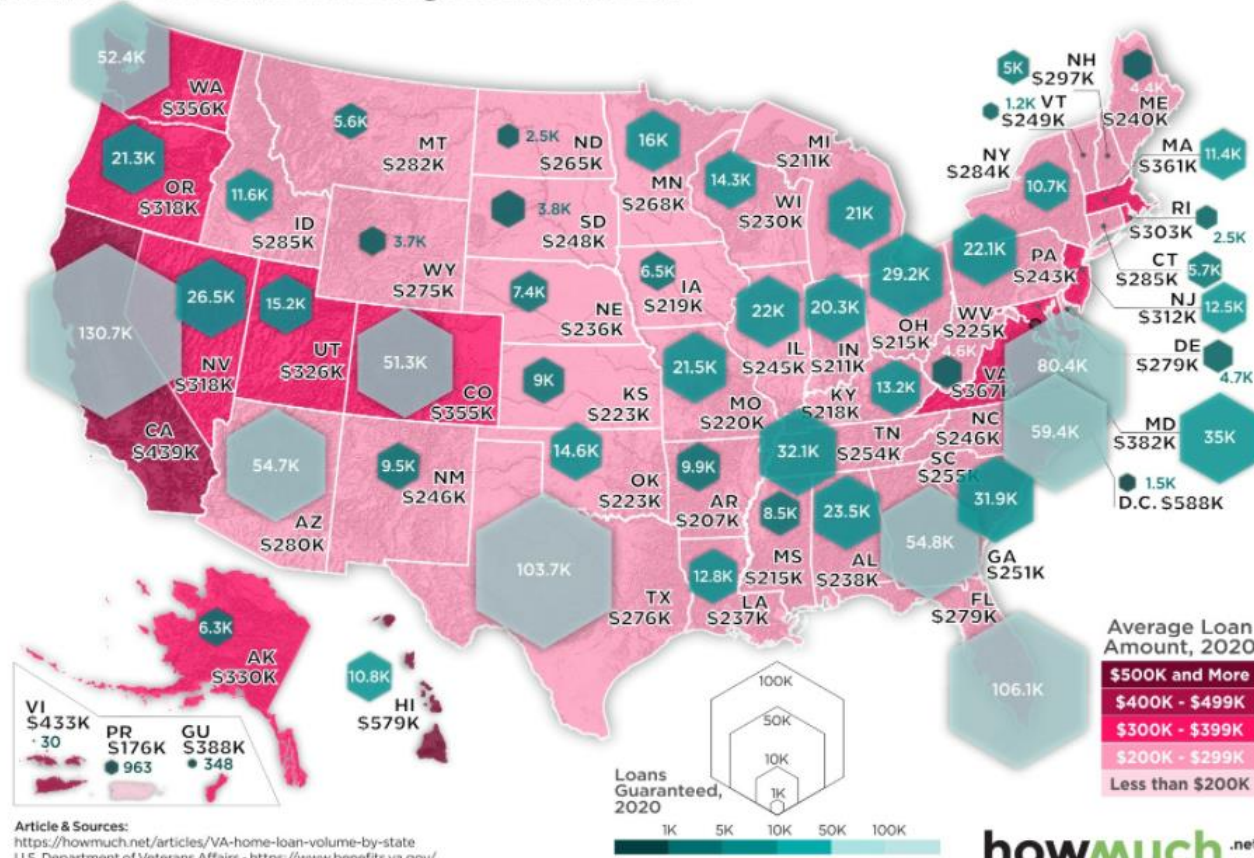 52.4K
WA
$356K
21.3K
OR
$318K
11.6K
ID
$285K
5.6K
MT
$282K
2.5K
ND
$265K
3.8K
SD
$248K
3.7K
WY
$275K
16K
MN
$268K
14.3K
WI
$230K
MI
$211K
21K
5K
NH
$297K
1.2K
VT
$249K
4.4K
ME
$240K
NY
$284K
10.7K
MA
$361K
11.4K
RI
$303K
2.5K
CT
$285K
5.7K
NJ
$312K
12.5K
22.1K
PA
$243K
DE
$279K
4.7K
130.7K
CA
$439K
26.5K
NV
$318K
15.2K
UT
$326K
51.3K
CO
$355K
7.4K
NE
$236K
6.5K
IA
$219K
22K
IL
$245K
20.3K
IN
$211K
29.2K
OH
$215K
WV
$225K
4.6K
VA
$367K
80.4K
9K
KS
$223K
21.5K
MO
$220K
KY
$218K
13.2K
NC
$246K
59.4K
MD
$382K
35K
1.5K
D.C. $588K
54.7K
AZ
$280K
9.5K
NM
$246K
14.6K
OK
$223K
9.9K
AR
$207K
32.1K
TN
$254K
SC
$255K
31.9K
8.5K
MS
$215K
23.5K
AL
$238K
54.8K
GA
$251K
103.7K
TX
$276K
12.8K
LA
$237K
FL
$279K
106.1K
6.3K
AK
$330K
10.8K
HI
$579K
VI
$433K
30
PR
$176K
963
GU
$388K
348
100K
50K
10K
1K
Loans
Guaranteed,
2020
1K 5K 10K 50K 100K
Average Loan
Amount, 2020
$500K and More
$400K - $499K
$300K - $399K
$200K - $299K
Less than $200K
Article & Sources:
https://howmuch.net/articles/VA-home-loan-volume-by-state
U.S. Department of Veterans Affairs - https://www.benefits.va.gov/
howmuch.net